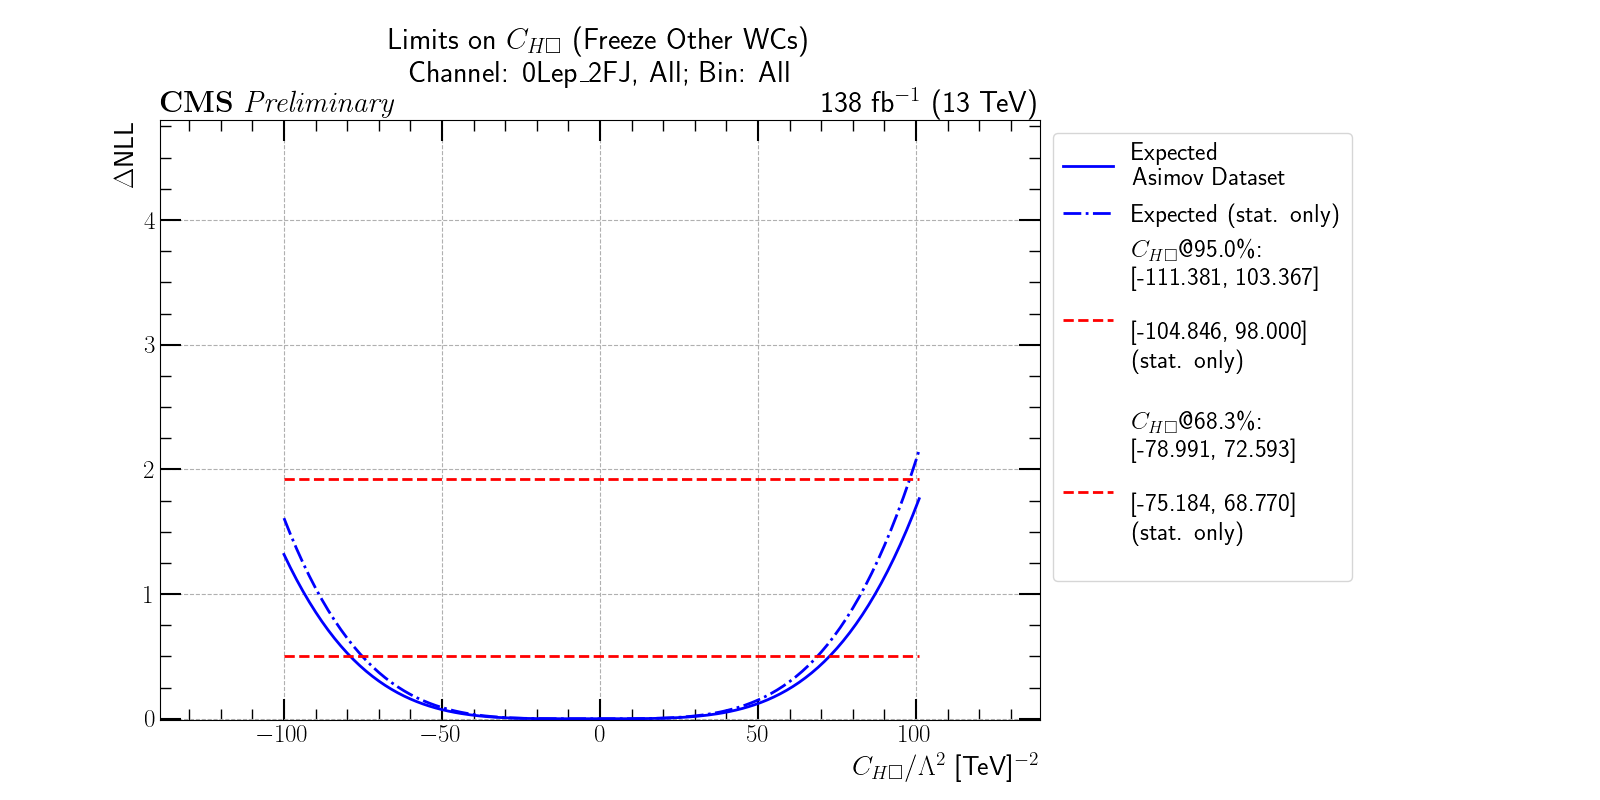 Limits on C_{H□} (Freeze Other WCs)
Channel: 0Lep_2FJ, All; Bin: All
CMS Preliminary
138 fb⁻¹ (13 TeV)
ΔNLL
4
3
2
1
0
−100
−50
0
50
100
C_{H□}/Λ² [TeV]⁻²
Expected
Asimov Dataset
Expected (stat. only)
C_{H□}@95.0%:
[-111.381, 103.367]
[-104.846, 98.000]
(stat. only)
C_{H□}@68.3%:
[-78.991, 72.593]
[-75.184, 68.770]
(stat. only)